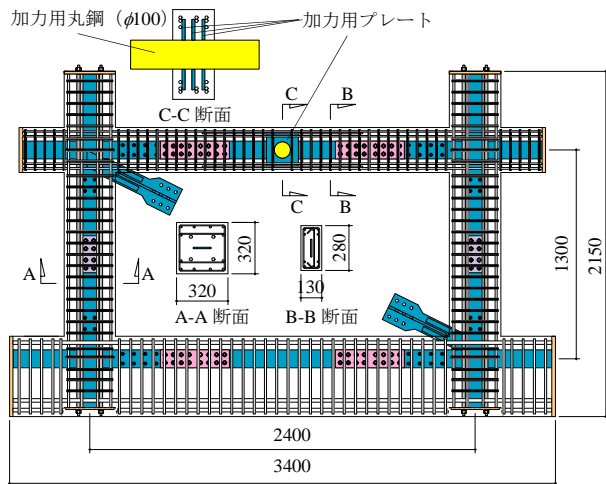 加力用丸鋼（φ100）
加力用プレート
C-C 断面
C
B
C
B
A
A
320
320
A-A 断面
280
130
B-B 断面
1300
2150
2400
3400